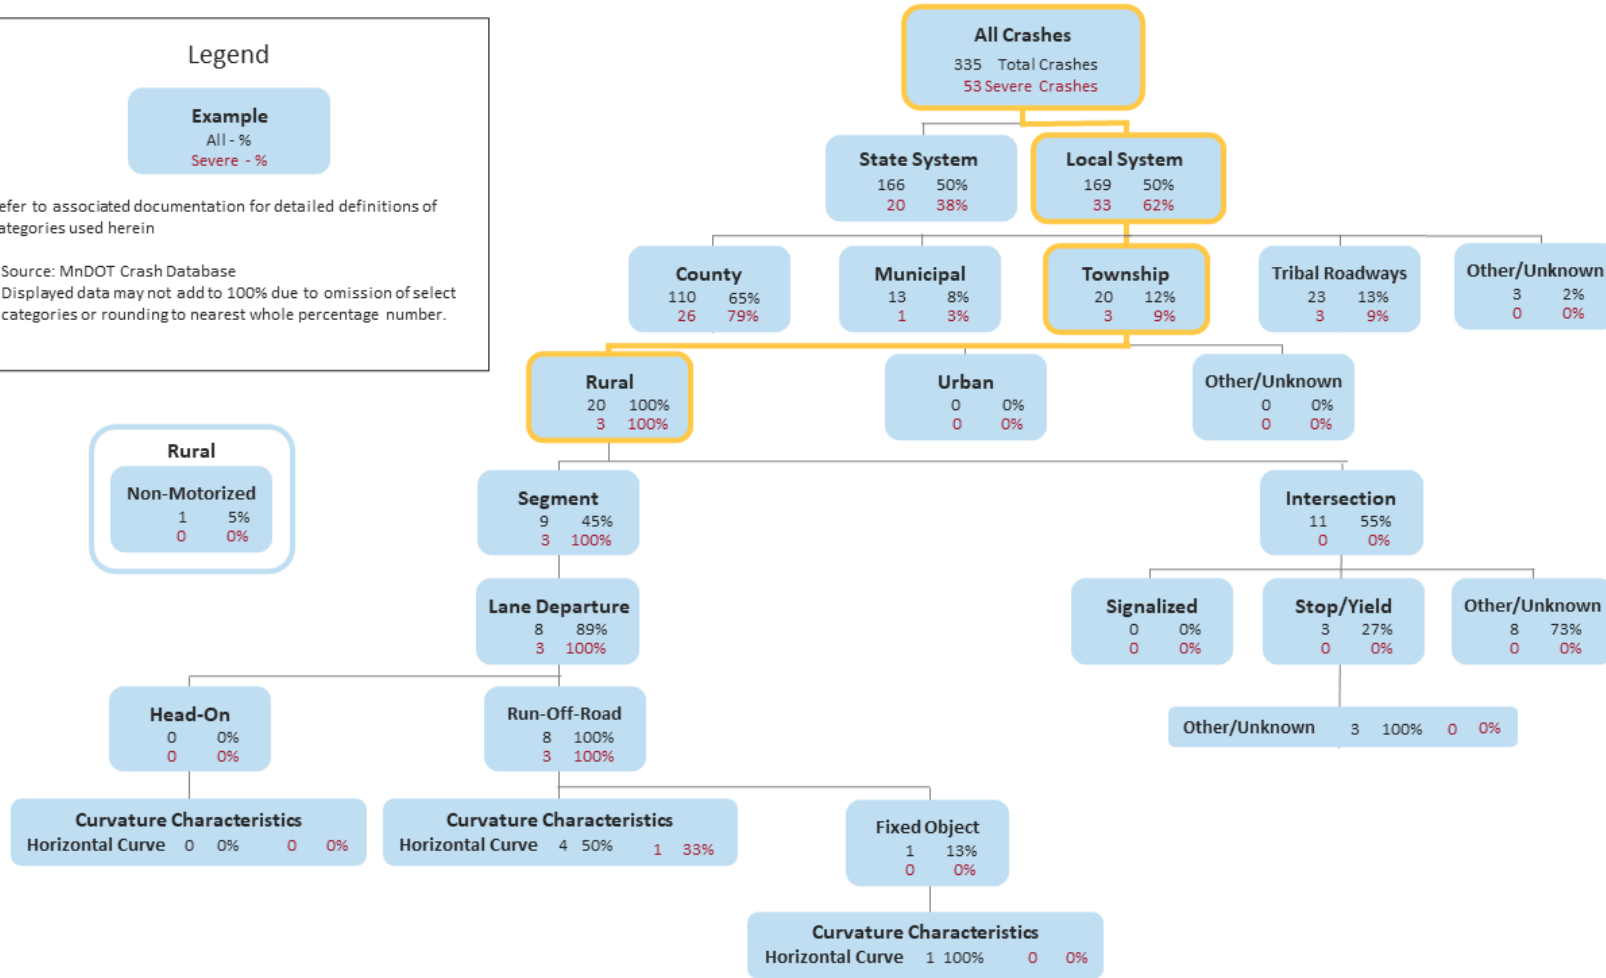 Legend
Example
All - %
Severe - %
efer to associated documentation for detailed definitions of
ategories used herein
Source: MnDOT Crash Database
Displayed data may not add to 100% due to omission of select
categories or rounding to nearest whole percentage number.
All Crashes
335 Total Crashes
53 Severe Crashes
State System
166 50%
20 38%
Local System
169 50%
33 62%
County
110 65%
26 79%
Municipal
13 8%
1 3%
Township
20 12%
3 9%
Tribal Roadways
23 13%
3 9%
Other/Unknown
3 2%
0 0%
Rural
20 100%
3 100%
Urban
0 0%
0 0%
Other/Unknown
0 0%
0 0%
Rural
Non-Motorized
1 5%
0 0%
Segment
9 45%
3 100%
Intersection
11 55%
0 0%
Lane Departure
8 89%
3 100%
Signalized
0 0%
0 0%
Stop/Yield
3 27%
0 0%
Other/Unknown
8 73%
0 0%
Head-On
0 0%
0 0%
Run-Off-Road
8 100%
3 100%
Other/Unknown 3 100% 0 0%
Curvature Characteristics
Horizontal Curve 0 0% 0 0%
Curvature Characteristics
Horizontal Curve 4 50% 1 33%
Fixed Object
1 13%
0 0%
Curvature Characteristics
Horizontal Curve 1 100% 0 0%